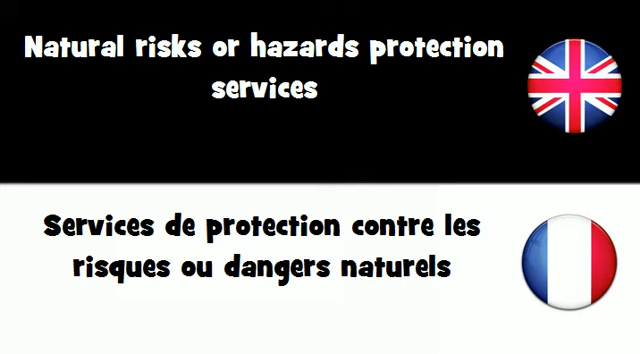 Natural risks or hazards protection
services
Services de protection contre les
risques ou dangers naturels